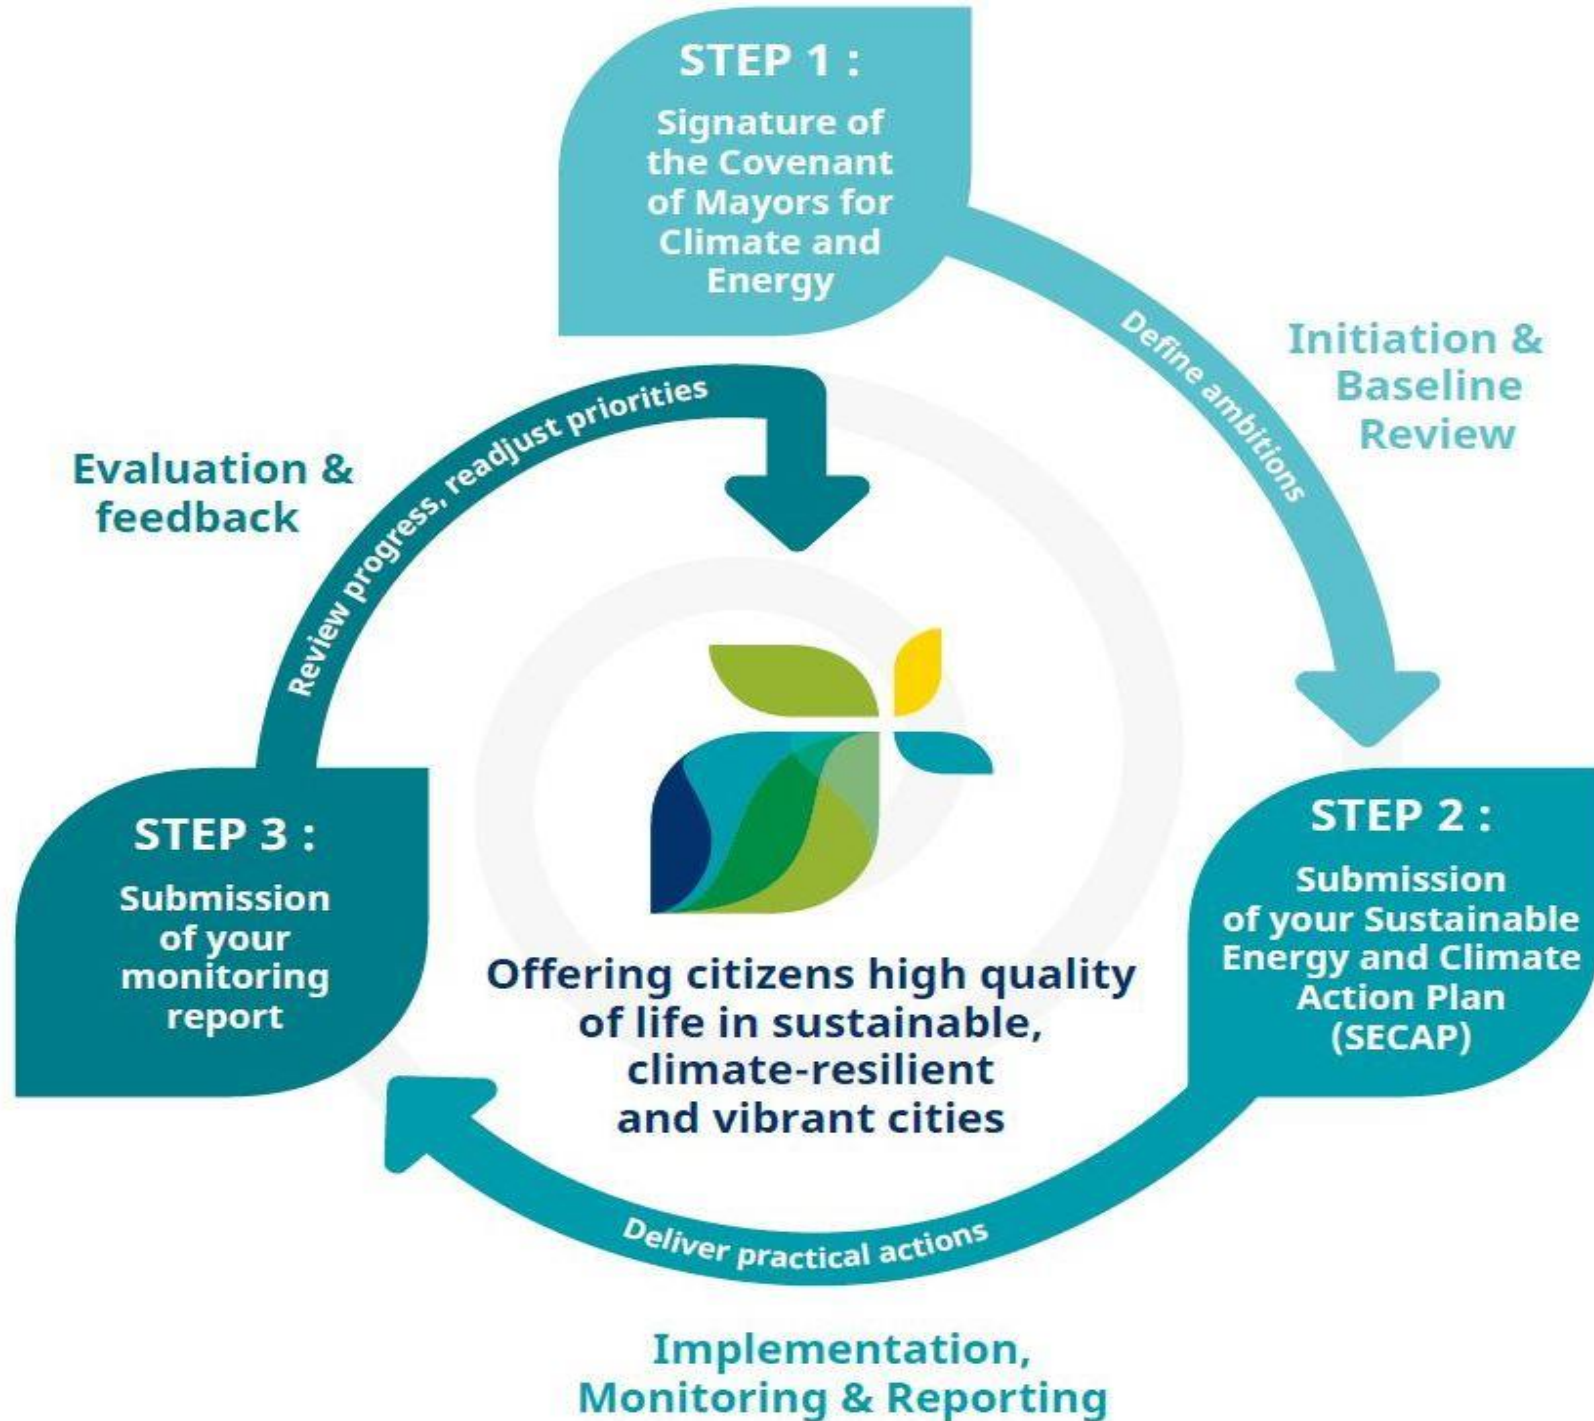 STEP 1 :
Signature of
the Covenant
of Mayors for
Climate and
Energy
Define ambitions
Initiation &
Baseline
Review
STEP 2 :
Submission
of your Sustainable
Energy and Climate
Action Plan
(SECAP)
Deliver practical actions
Implementation,
Monitoring & Reporting
STEP 3 :
Submission
of your
monitoring
report
Review progress, readjust priorities
Evaluation &
feedback
Offering citizens high quality
of life in sustainable,
climate-resilient
and vibrant cities